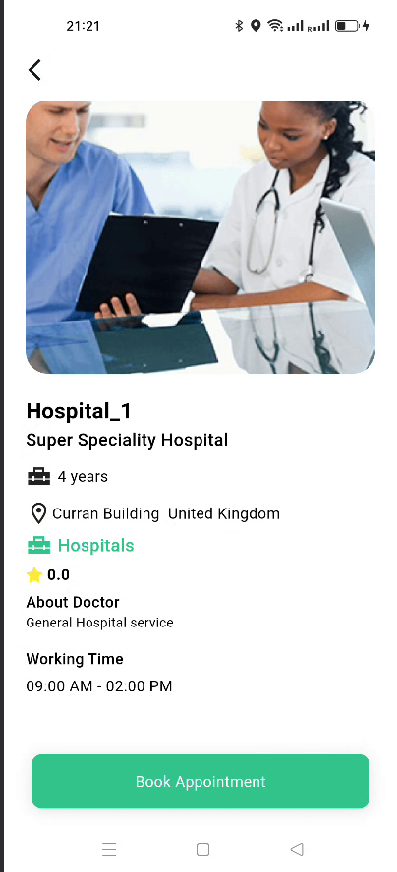 21:21
Hospital_1
Super Speciality Hospital
4 years
Curran Building  United Kingdom
Hospitals
0.0
About Doctor
General Hospital service
Working Time
09.00 AM - 02.00 PM
Book Appointment